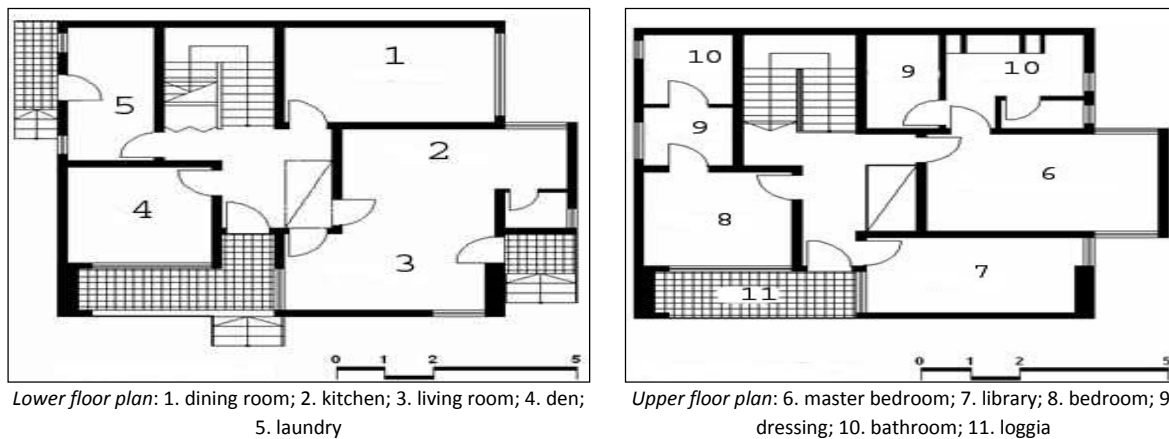 1
5
2
4
3
0 1 2 5
Lower floor plan: 1. dining room; 2. kitchen; 3. living room; 4. den;
5. laundry
10
9
10
9
6
8
7
11
0 1 2 5
Upper floor plan: 6. master bedroom; 7. library; 8. bedroom; 9
dressing; 10. bathroom; 11. loggia